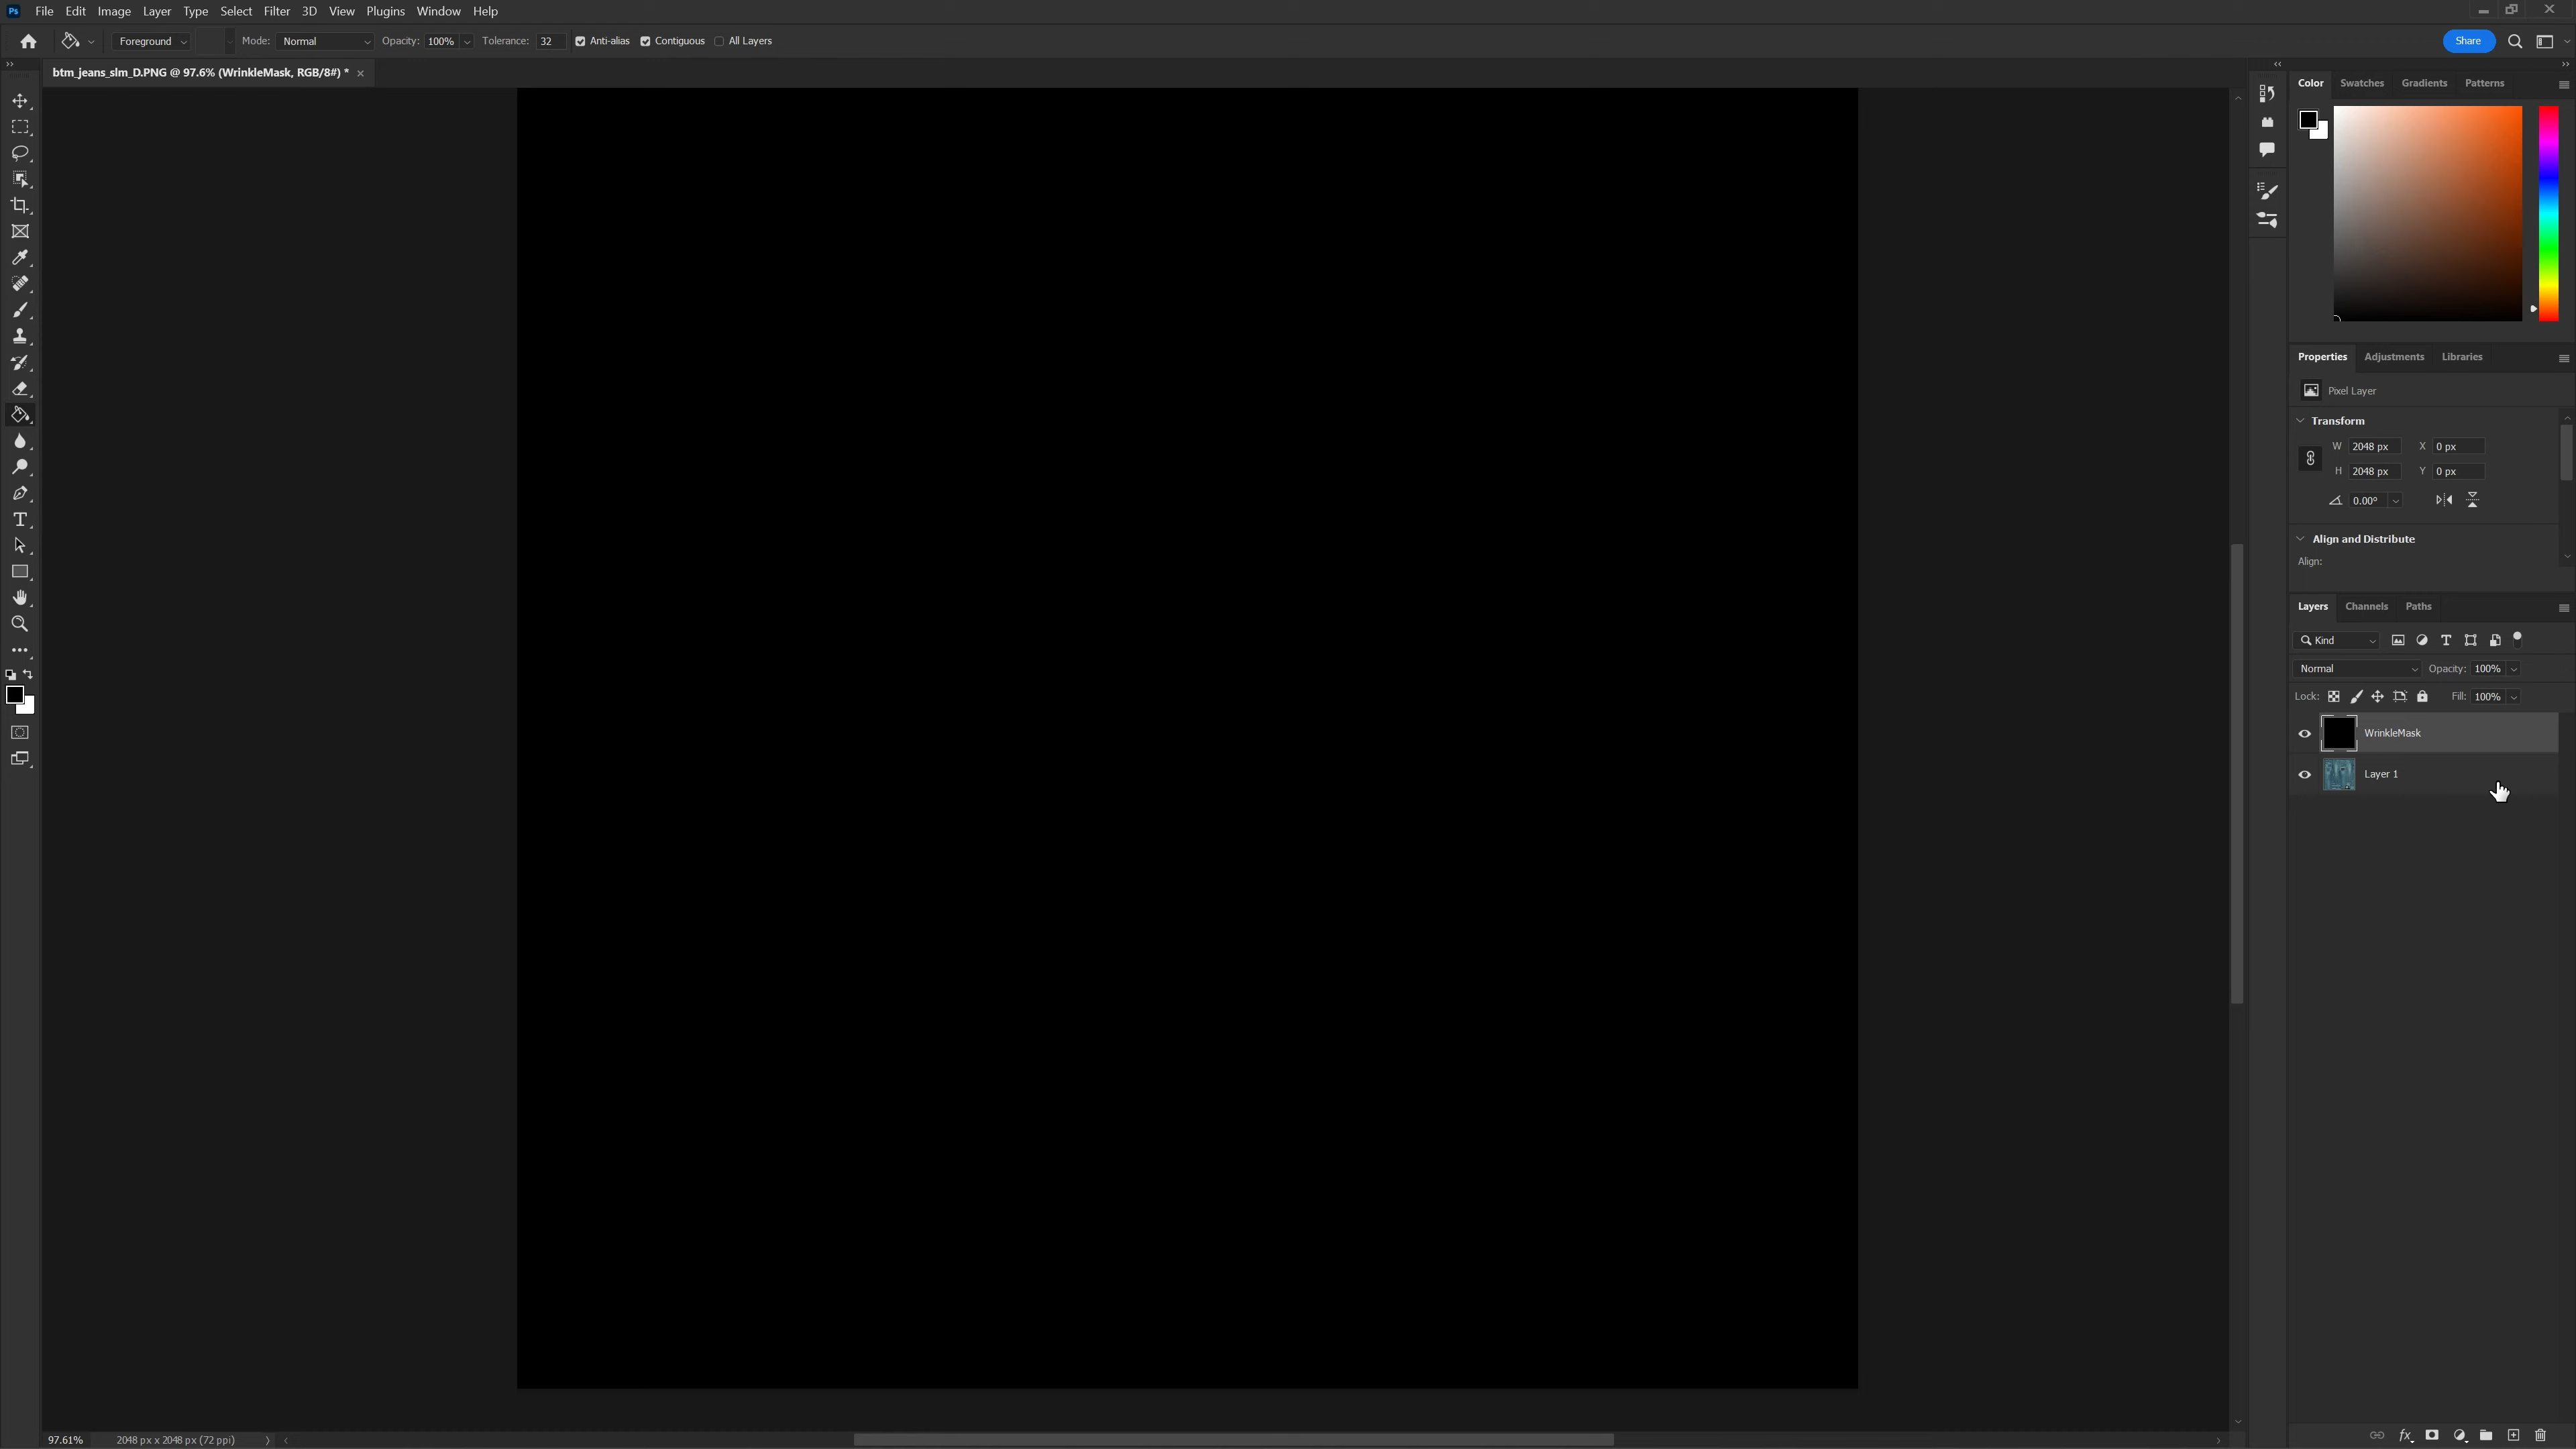 Ps File Edit Image Layer Type Select Filter 3D View Plugins Window Help
Foreground Mode: Normal Opacity: 100% Tolerance: 32 Anti-alias Contiguous All Layers Share
btm_jeans_slm_D.PNG @ 97.6% (WrinkleMask, RGB/8#) *
Color Swatches Gradients Patterns
Properties Adjustments Libraries
Pixel Layer
Transform
W 2048 px X 0 px
H 2048 px Y 0 px
0.00°
Align and Distribute
Align:
Layers Channels Paths
Kind
Normal Opacity: 100%
Lock: Fill: 100%
WrinkleMask
Layer 1
97.61% 2048 px x 2048 px (72 ppi)
fx